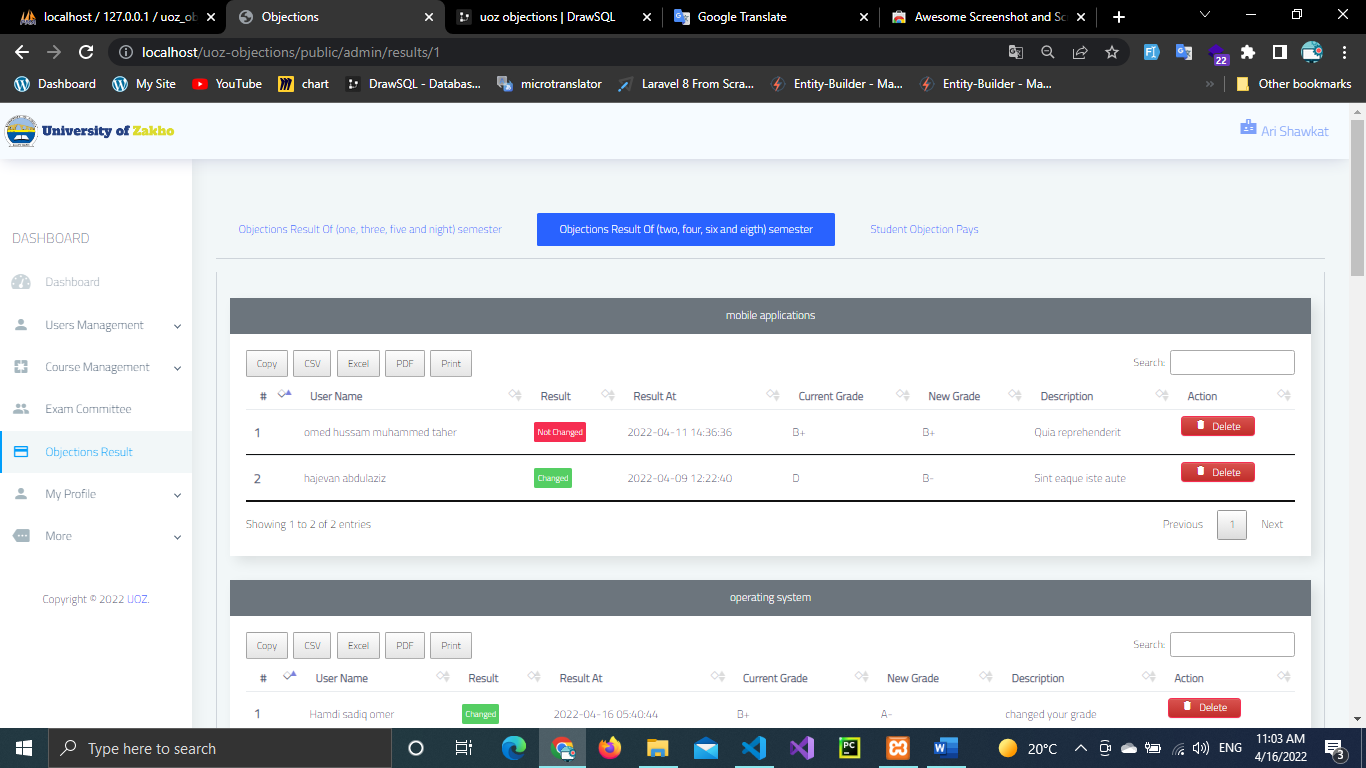 localhost / 127.0.0.1 / uoz_ob
Objections
uoz objections | DrawSQL
Google Translate
Awesome Screenshot and Sc
localhost/uoz-objections/public/admin/results/1
22
Dashboard
My Site
YouTube
chart
DrawSQL - Databas...
microtranslator
Laravel 8 From Scra...
Entity-Builder - Ma...
Entity-Builder - Ma...
Other bookmarks
University of Zakho
Ari Shawkat
DASHBOARD
Dashboard
Users Management
Course Management
Exam Committee
Objections Result
My Profile
More
Copyright © 2022 UOZ.
Objections Result Of (one, three, five and night) semester
Objections Result Of (two, four, six and eigth) semester
Student Objection Pays
mobile applications
Copy CSV Excel PDF Print Search:
# User Name Result Result At Current Grade New Grade Description Action
1 omed hussam muhammed taher Not Changed 2022-04-11 14:36:36 B+ B+ Quia reprehenderit Delete
2 hajevan abdulaziz Changed 2022-04-09 12:22:40 D B- Sint eaque iste aute Delete
Showing 1 to 2 of 2 entries Previous 1 Next
operating system
Copy CSV Excel PDF Print Search:
# User Name Result Result At Current Grade New Grade Description Action
1 Hamdi sadiq omer Changed 2022-04-16 05:40:44 B+ A- changed your grade Delete
Type here to search
PC
20°C
ENG
11:03 AM
4/16/2022
3